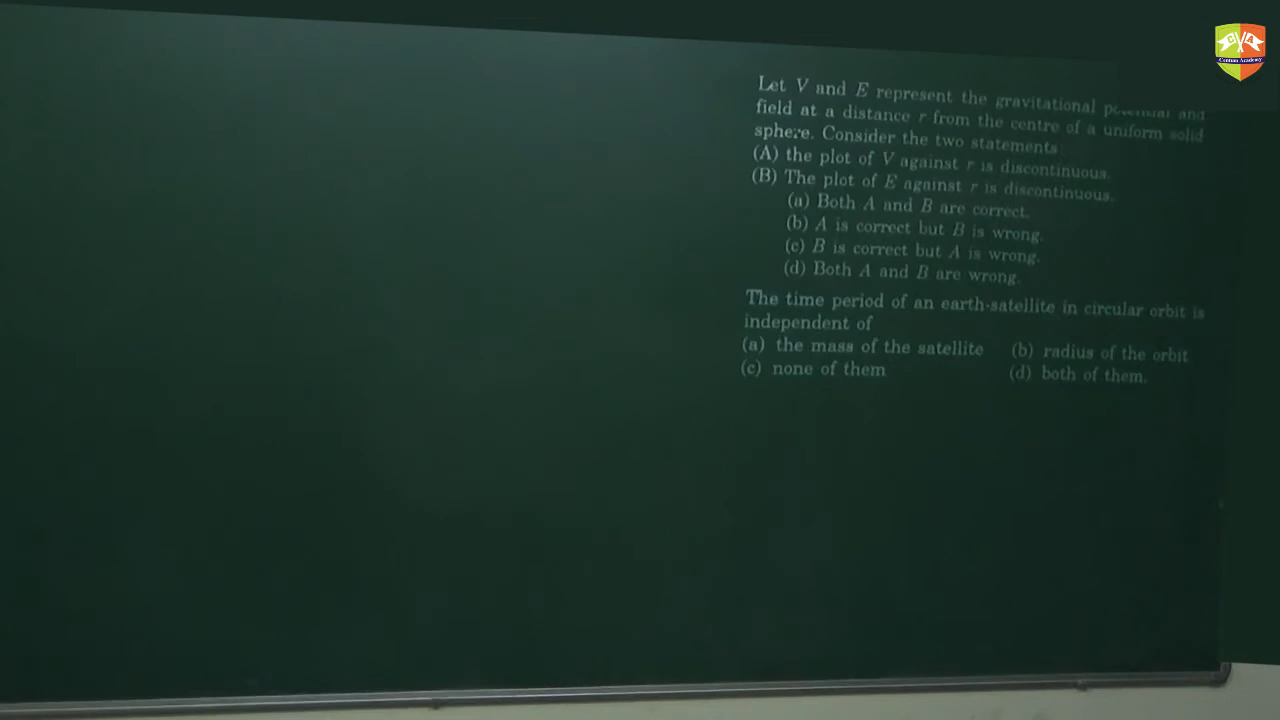 Let V and E represent the gravitational potential and
field at a distance r from the centre of a uniform solid
sphere. Consider the two statements:
(A) the plot of V against r is discontinuous.
(B) The plot of E against r is discontinuous.
(a) Both A and B are correct.
(b) A is correct but B is wrong.
(c) B is correct but A is wrong.
(d) Both A and B are wrong.
The time period of an earth-satellite in circular orbit is
independent of
(a) the mass of the satellite (b) radius of the orbit
(c) none of them (d) both of them.
C A
Centum Academy